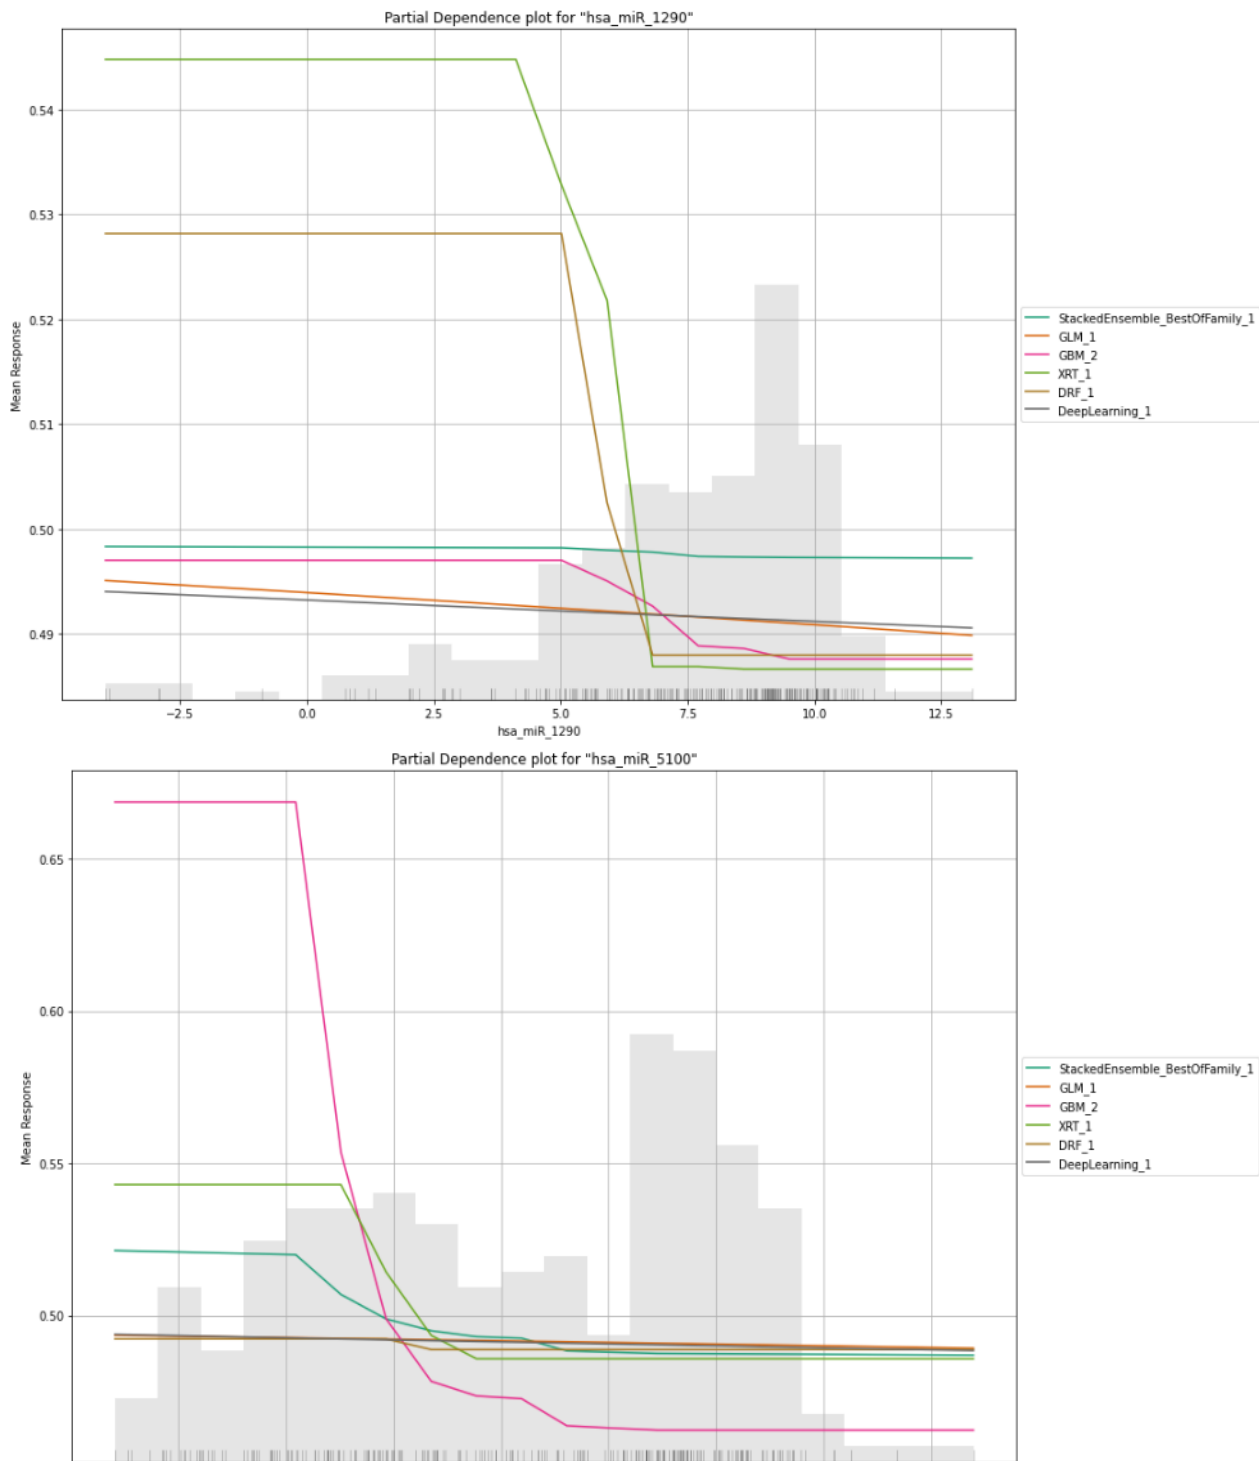 Partial Dependence plot for "hsa_miR_1290"
0.54
0.53
0.52
0.51
0.50
0.49
Mean Response
StackedEnsemble_BestOfFamily_1
GLM_1
GBM_2
XRT_1
DRF_1
DeepLearning_1
−2.5 0.0 2.5 5.0 7.5 10.0 12.5
hsa_miR_1290
Partial Dependence plot for "hsa_miR_5100"
0.65
0.60
0.55
0.50
Mean Response
StackedEnsemble_BestOfFamily_1
GLM_1
GBM_2
XRT_1
DRF_1
DeepLearning_1